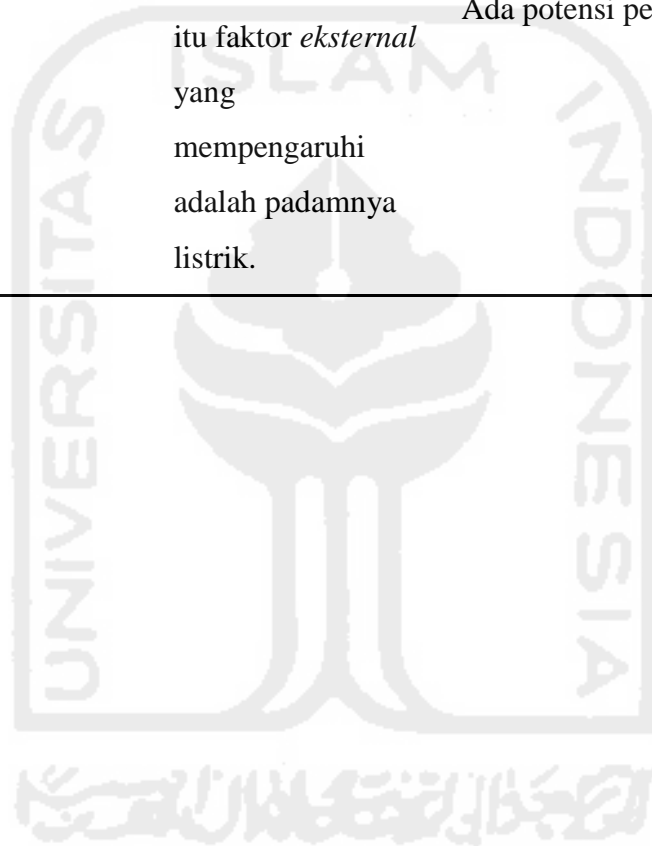 Ada potensi pe
itu faktor eksternal
yang
mempengaruhi
adalah padamnya
listrik.
ISLAM
UNIVERSITAS
INDONESIA